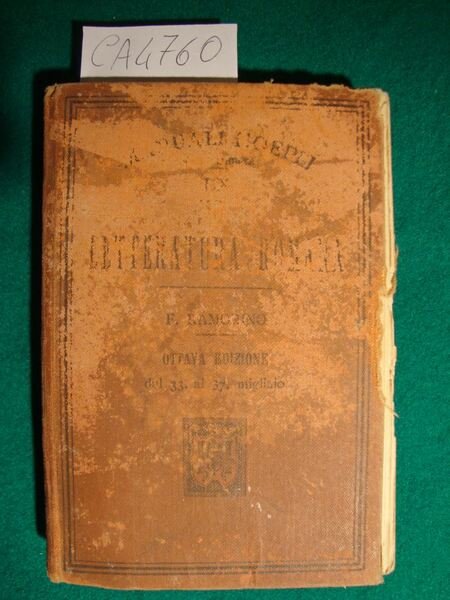 CA4760
MANUALI HOEPLI
LETTERATURA ROMANA
F. RAMORINO
OTTAVA EDIZIONE
dal 33. al 37. migliaio